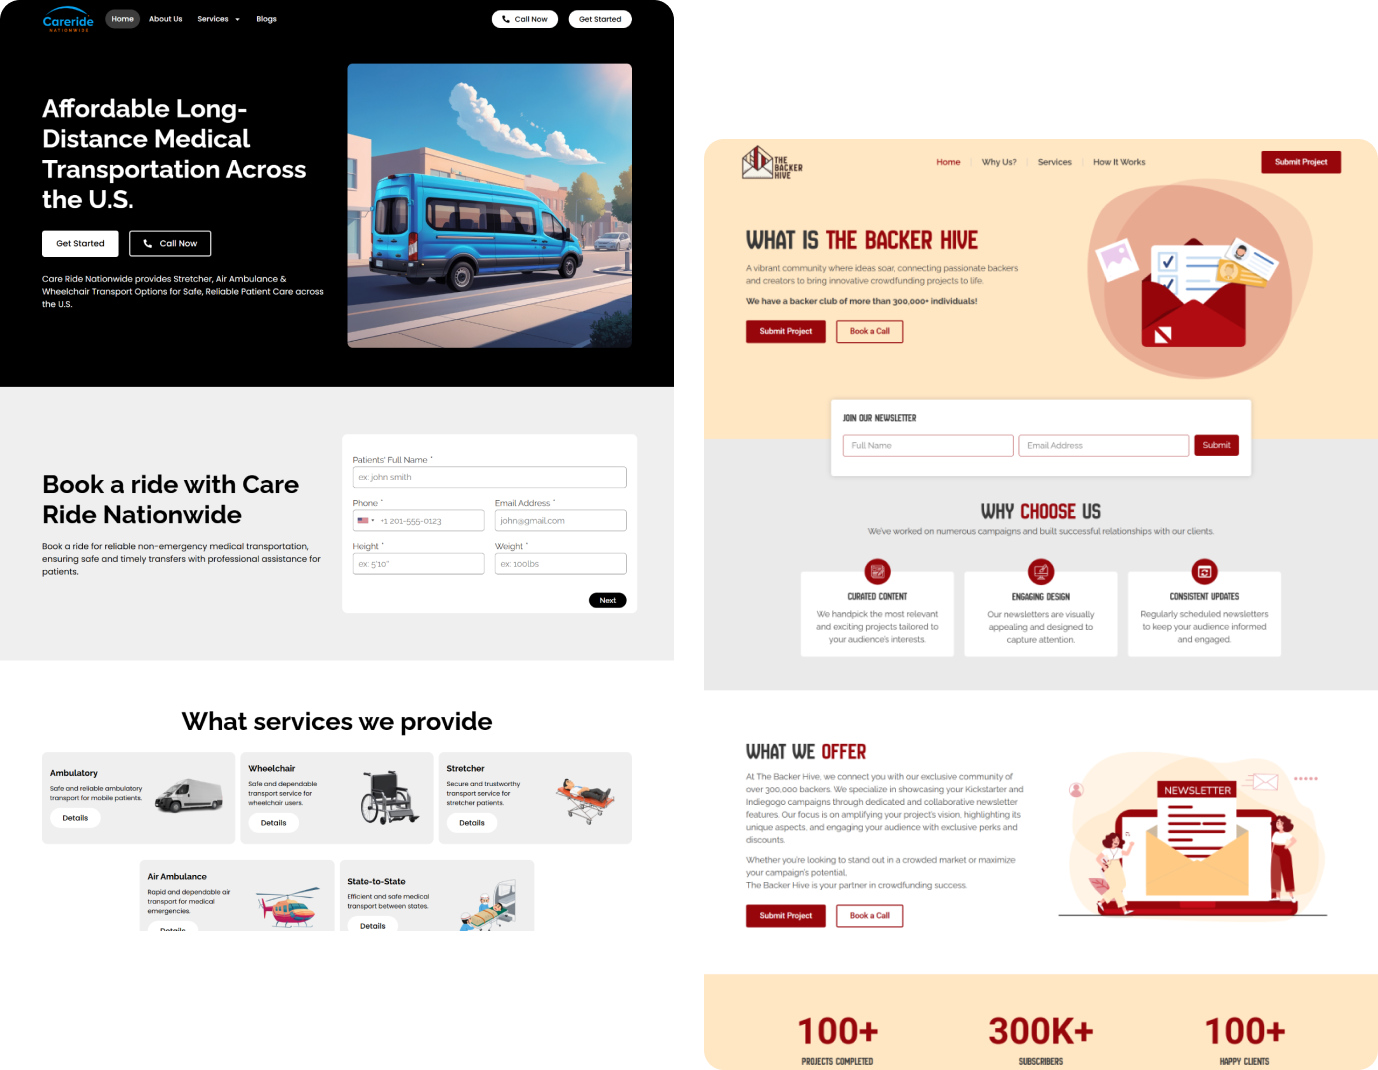 Careride
NATIONWIDE
Home
About Us
Services
Blogs
Call Now
Get Started
Affordable Long-
Distance Medical
Transportation Across
the U.S.
Get Started
Call Now
Care Ride Nationwide provides Stretcher, Air Ambulance &
Wheelchair Transport Options for Safe, Reliable Patient Care across
the U.S.
Book a ride with Care
Ride Nationwide
Book a ride for reliable non-emergency medical transportation,
ensuring safe and timely transfers with professional assistance for
patients.
Patients' Full Name *
ex: john smith
Phone *
Email Address *
+1 201-555-0123
john@gmail.com
Height *
Weight *
ex: 5'10"
ex: 100lbs
Next
What services we provide
Ambulatory
Safe and reliable ambulatory
transport for mobile patients.
Details
Wheelchair
Safe and dependable
transport service for
wheelchair users.
Details
Stretcher
Secure and trustworthy
transport service for
stretcher patients.
Details
Air Ambulance
Rapid and dependable air
transport for medical
emergencies.
Details
State-to-State
Efficient and safe medical
transport between states.
Details
THE
BACKER
HIVE
Home
Why Us?
Services
How It Works
Submit Project
WHAT IS THE BACKER HIVE
A vibrant community where ideas soar, connecting passionate backers
and creators to bring innovative crowdfunding projects to life.
We have a backer club of more than 300,000+ individuals!
Submit Project
Book a Call
JOIN OUR NEWSLETTER
Full Name
Email Address
Submit
WHY CHOOSE US
We've worked on numerous campaigns and built successful relationships with our clients.
CURATED CONTENT
We handpick the most relevant
and exciting projects tailored to
your audience's interests.
ENGAGING DESIGN
Our newsletters are visually
appealing and designed to
capture attention.
CONSISTENT UPDATES
Regularly scheduled newsletters
to keep your audience informed
and engaged.
WHAT WE OFFER
At The Backer Hive, we connect you with our exclusive community of
over 300,000 backers. We specialize in showcasing your Kickstarter and
Indiegogo campaigns through dedicated and collaborative newsletter
features. Our focus is on amplifying your project's vision, highlighting its
unique aspects, and engaging your audience with exclusive perks and
discounts.
Whether you're looking to stand out in a crowded market or maximize
your campaign's potential,
The Backer Hive is your partner in crowdfunding success.
Submit Project
Book a Call
NEWSLETTER
100+
PROJECTS COMPLETED
300K+
SUBSCRIBERS
100+
HAPPY CLIENTS